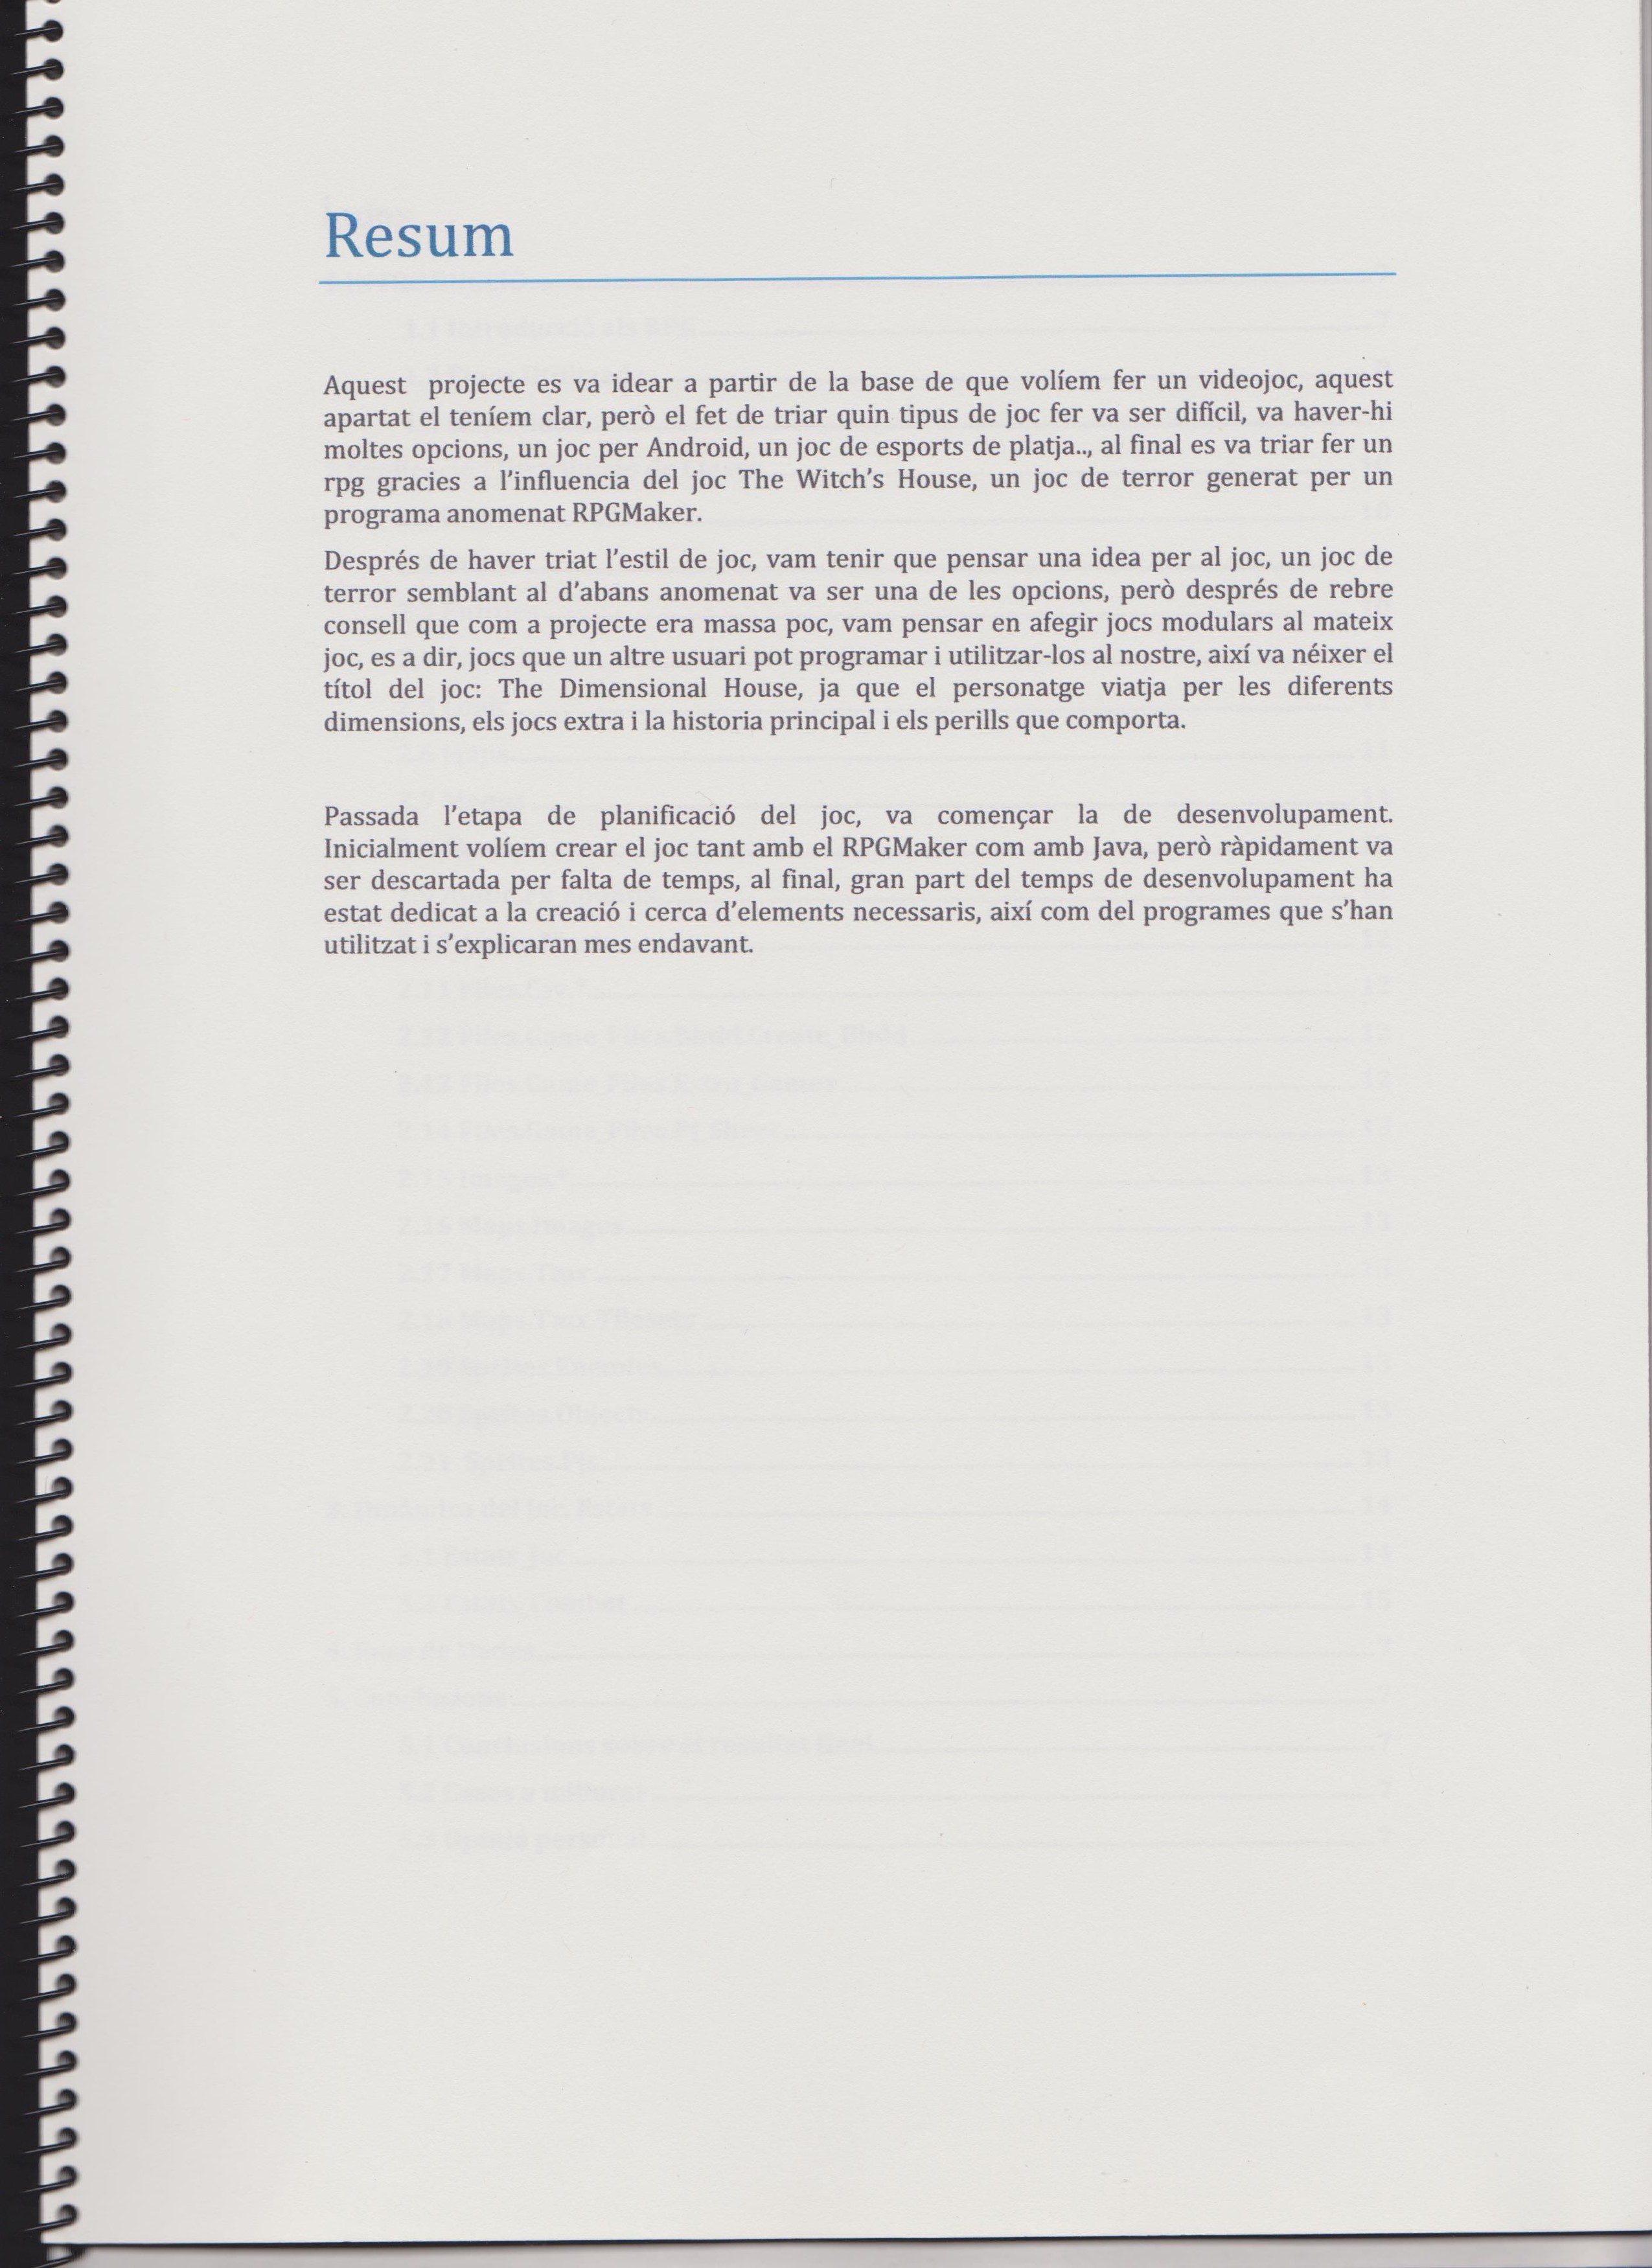 Resum
Aquest projecte es va idear a partir de la base de que volíem fer un videojoc, aquest
apartat el teníem clar, però el fet de triar quin tipus de joc fer va ser difícil, va haver-hi
moltes opcions, un joc per Android, un joc de esports de platja.., al final es va triar fer un
rpg gracies a l'influencia del joc The Witch's House, un joc de terror generat per un
programa anomenat RPGMaker.
Després de haver triat l'estil de joc, vam tenir que pensar una idea per al joc, un joc de
terror semblant al d'abans anomenat va ser una de les opcions, però després de rebre
consell que com a projecte era massa poc, vam pensar en afegir jocs modulars al mateix
joc, es a dir, jocs que un altre usuari pot programar i utilitzar-los al nostre, així va néixer el
títol del joc: The Dimensional House, ja que el personatge viatja per les diferents
dimensions, els jocs extra i la historia principal i els perills que comporta.
Passada l'etapa de planificació del joc, va començar la de desenvolupament.
Inicialment volíem crear el joc tant amb el RPGMaker com amb Java, però ràpidament va
ser descartada per falta de temps, al final, gran part del temps de desenvolupament ha
estat dedicat a la creació i cerca d'elements necessaris, així com del programes que s'han
utilitzat i s'explicaran mes endavant.